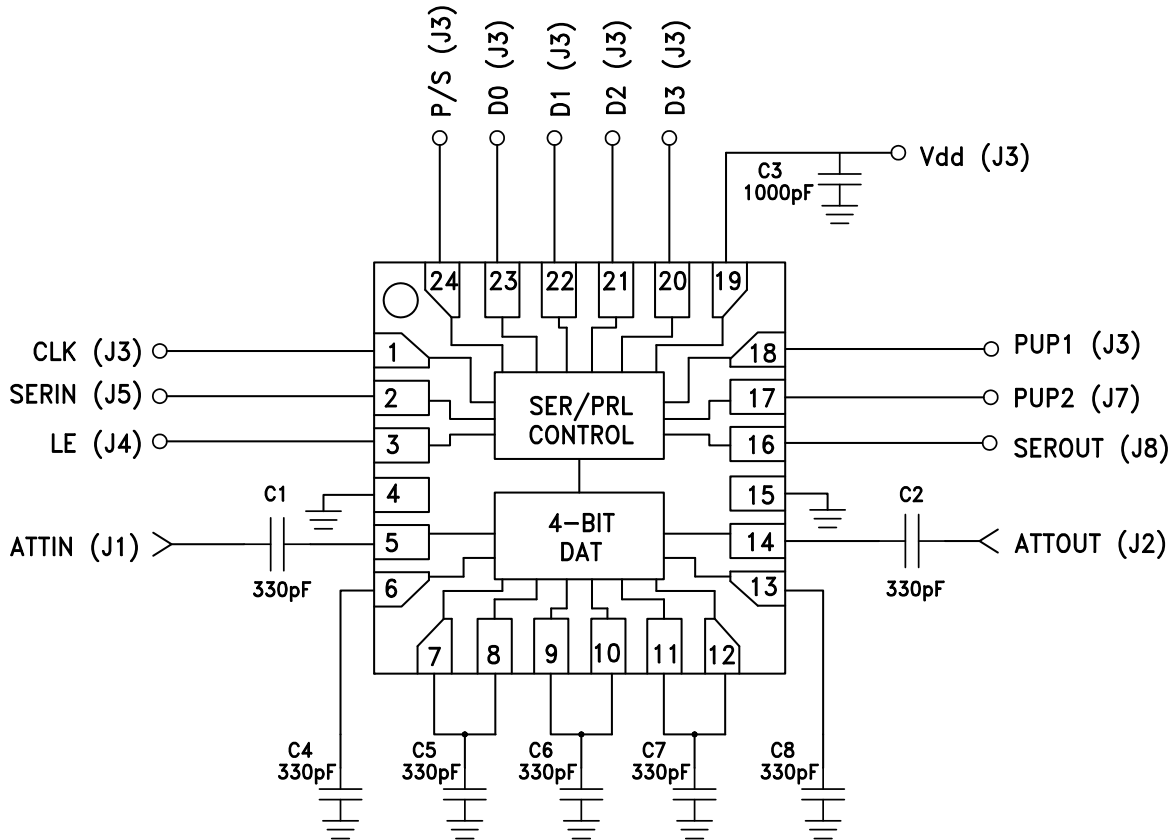 P/S (J3)
D0 (J3)
D1 (J3)
D2 (J3)
D3 (J3)
Vdd (J3)
C3
1000pF
24
23
22
21
20
19
CLK (J3)
1
18
PUP1 (J3)
SERIN (J5)
2
17
PUP2 (J7)
LE (J4)
3
16
SEROUT (J8)
SER/PRL
CONTROL
4
15
C1
C2
ATTIN (J1)
5
14
ATTOUT (J2)
4-BIT
DAT
330pF
330pF
6
13
7
8
9
10
11
12
C4
330pF
C5
330pF
C6
330pF
C7
330pF
C8
330pF